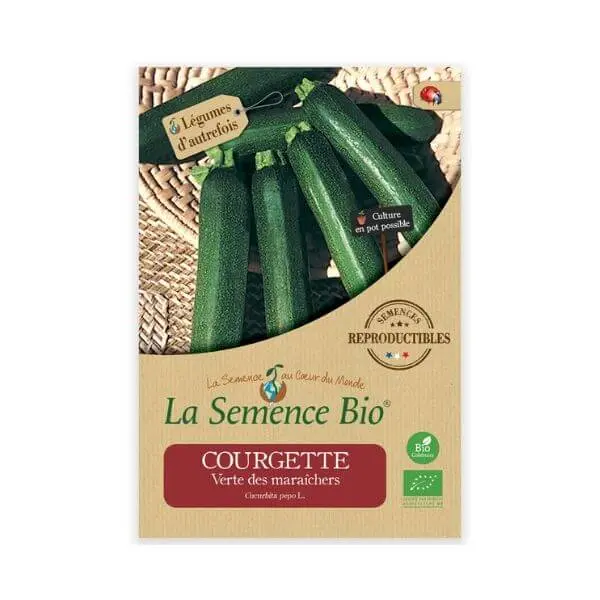 Légumes
d'autrefois
Culture
en pot possible
SEMENCES
REPRODUCTIBLES
La Semence au Cœur du Monde
La Semence Bio®
COURGETTE
Verte des maraîchers
Cucurbita pepo L.
Bio
Cohérence